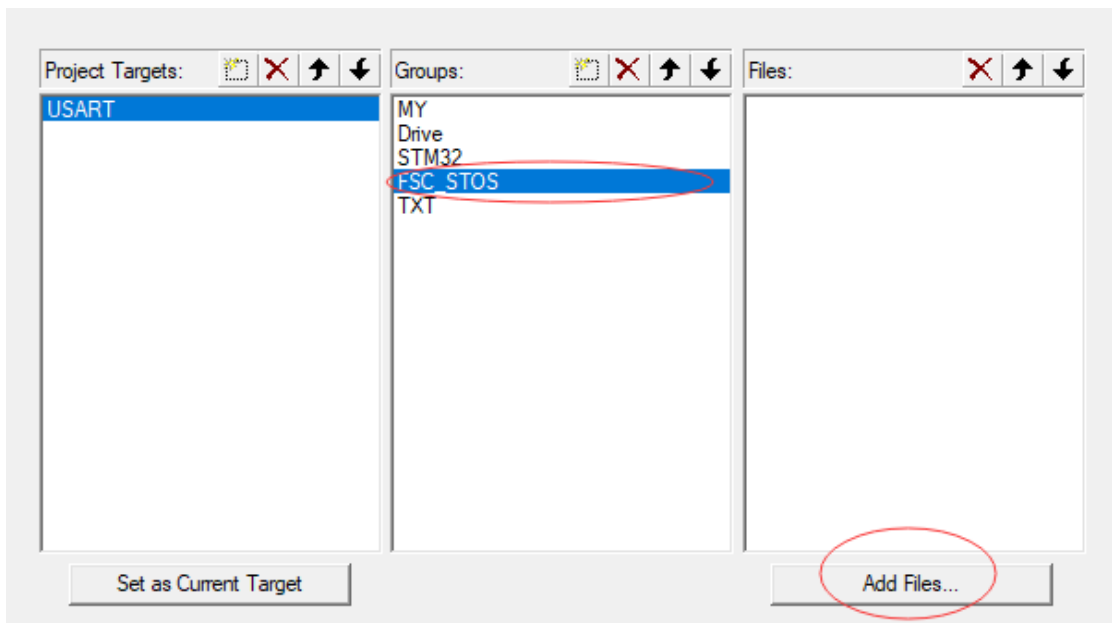 Project Targets:
Groups:
Files:
USART
MY
Drive
STM32
FSC_STOS
TXT
Set as Current Target
Add Files...